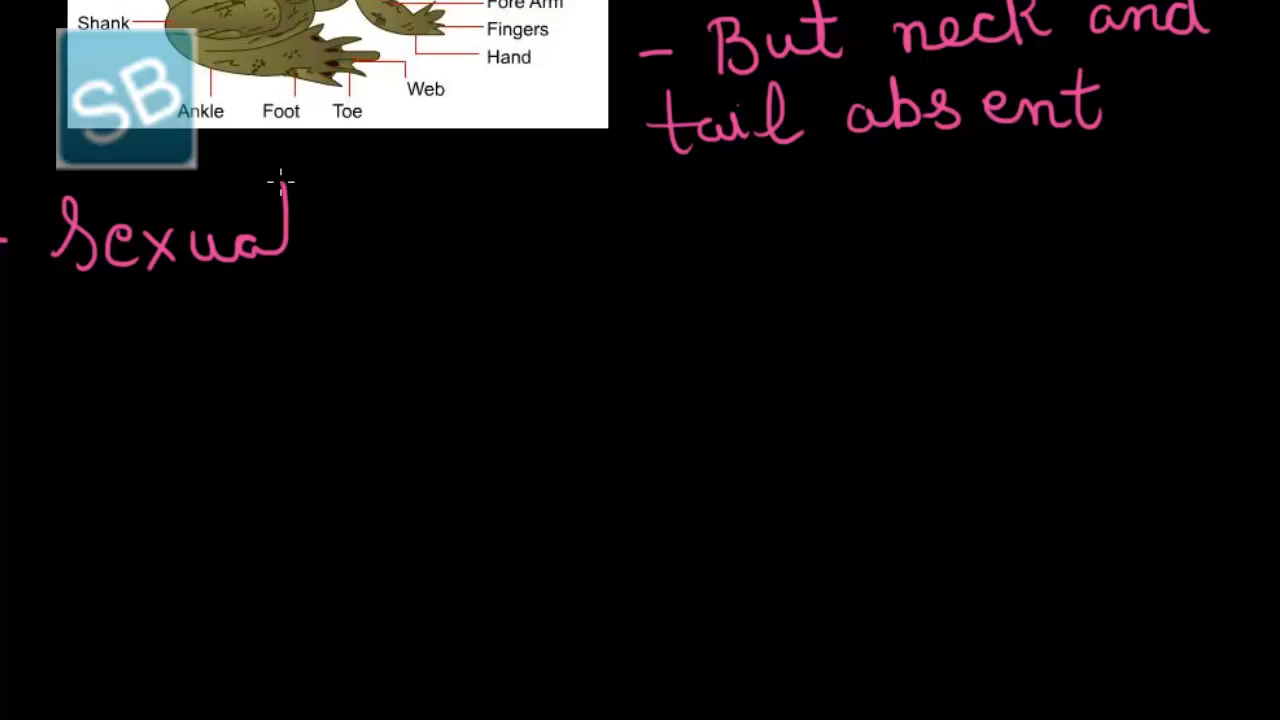 Fore Arm
Shank
Fingers
Hand
Web
Ankle Foot Toe
SB
- But neck and
tail absent
- Sexual